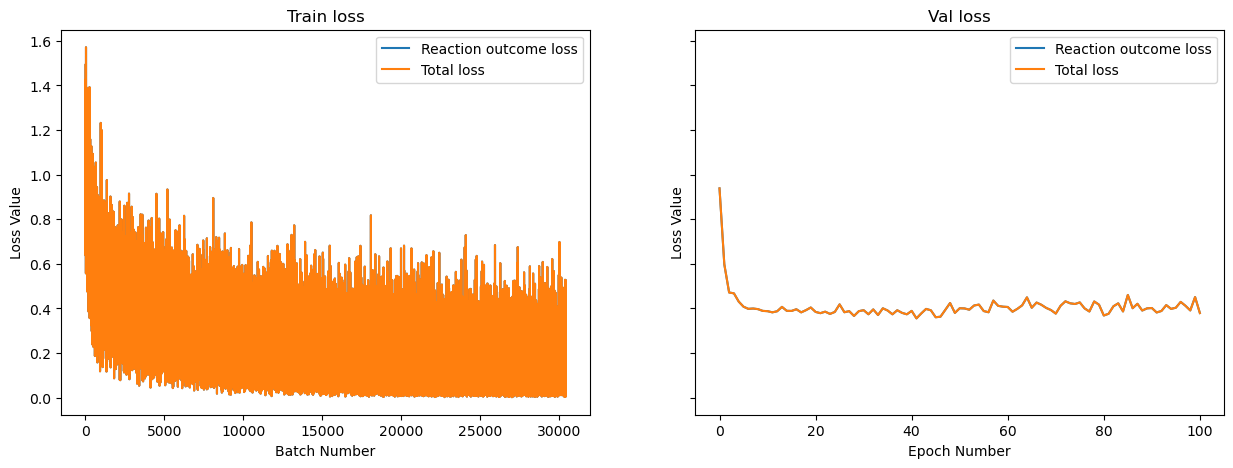 Train loss
Loss Value
1.6
1.4
1.2
1.0
0.8
0.6
0.4
0.2
0.0
Reaction outcome loss
Total loss
0 5000 10000 15000 20000 25000 30000
Batch Number
Val loss
Loss Value
Reaction outcome loss
Total loss
0 20 40 60 80 100
Epoch Number